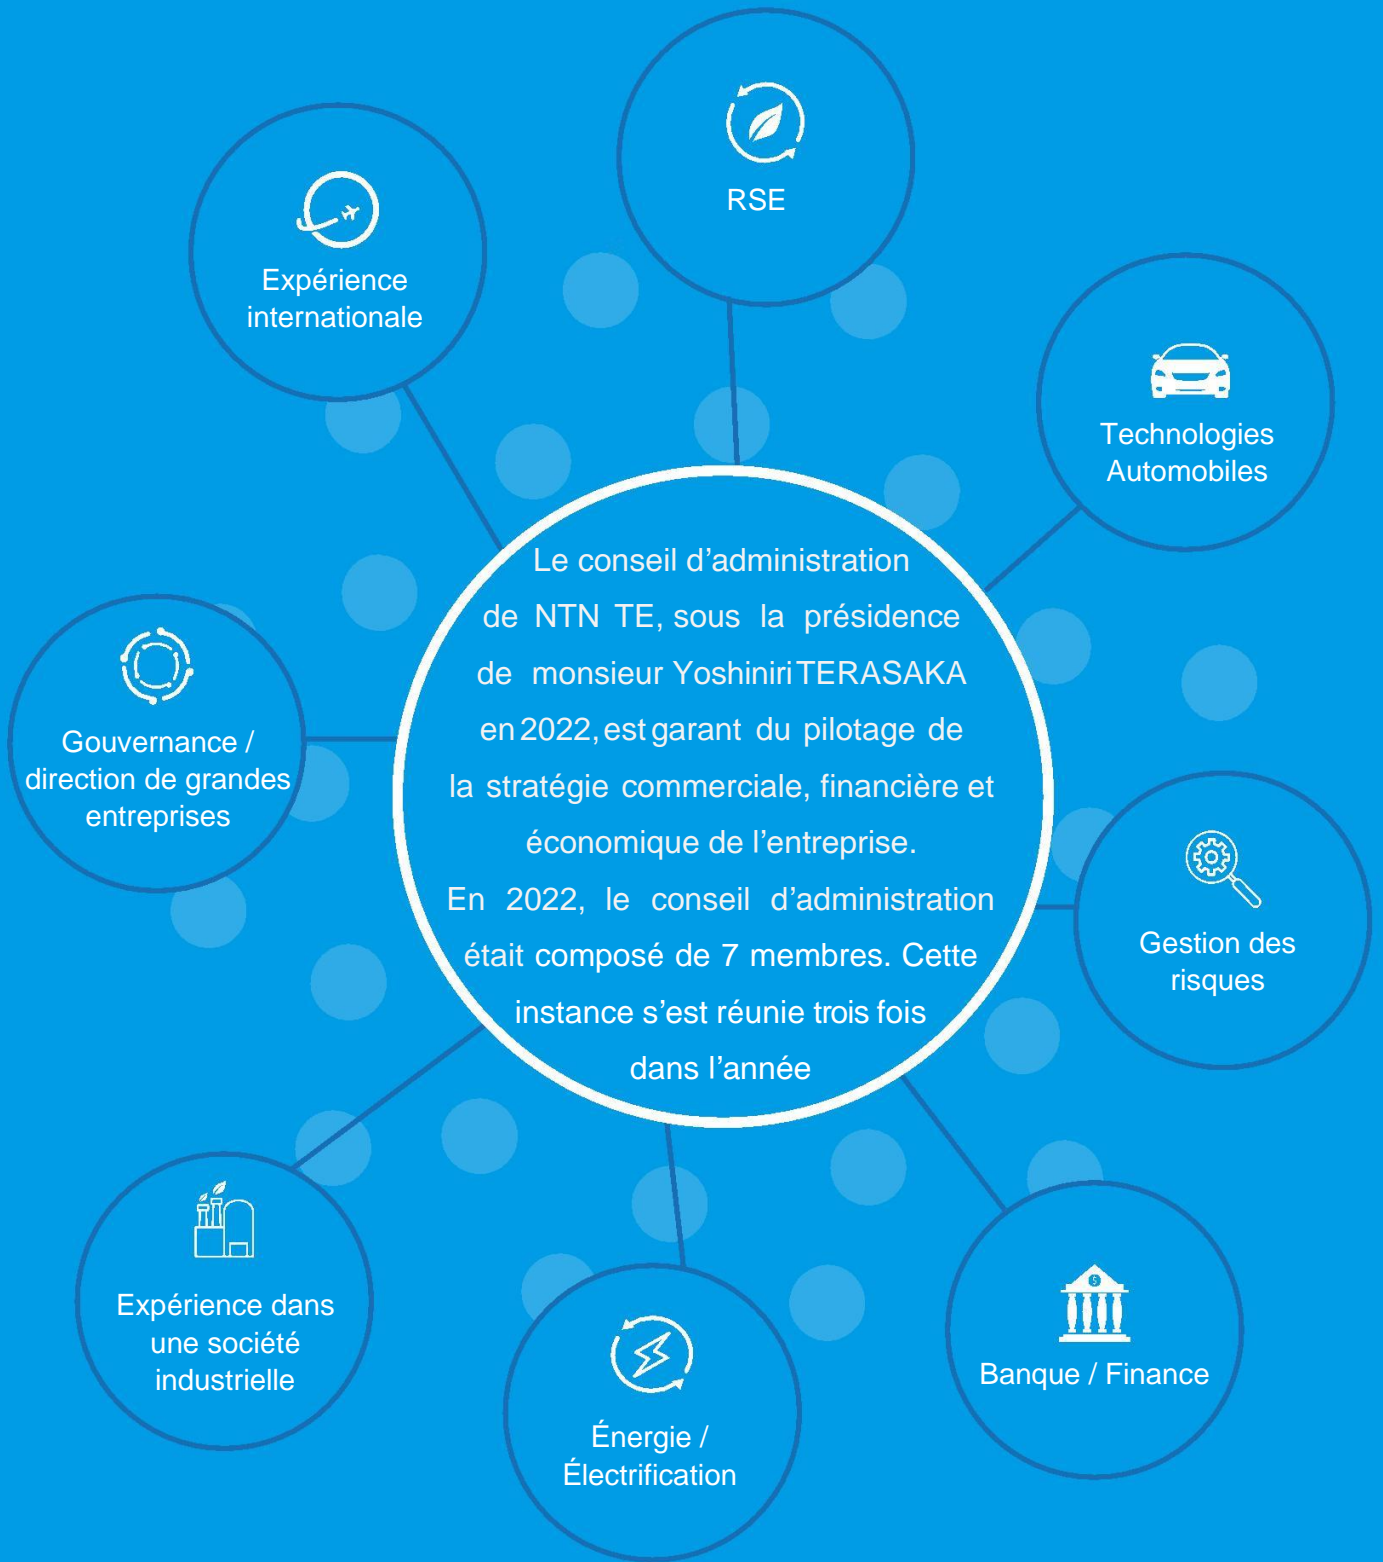 RSE
Expérience
internationale
Technologies
Automobiles
Le conseil d’administration
de NTN TE, sous la présidence
de monsieur Yoshiniri TERASAKA
en 2022, est garant du pilotage de
la stratégie commerciale, financière et
économique de l’entreprise.
En 2022, le conseil d’administration
était composé de 7 membres. Cette
instance s’est réunie trois fois
dans l’année
Gouvernance /
direction de grandes
entreprises
Gestion des
risques
Expérience dans
une société
industrielle
Énergie /
Électrification
Banque / Finance